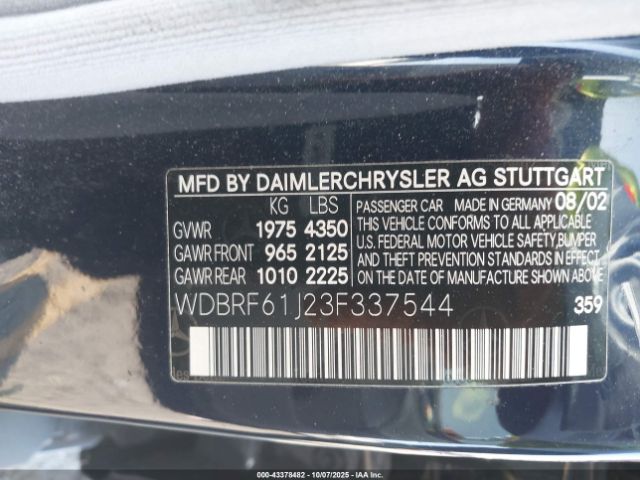 MFD BY DAIMLERCHRYSLER AG STUTTGART
KG LBS
GVWR 1975 4350
GAWR FRONT 965 2125
GAWR REAR 1010 2225
PASSENGER CAR MADE IN GERMANY 08/02
THIS VEHICLE CONFORMS TO ALL APPLICABLE
U.S. FEDERAL MOTOR VEHICLE SAFETY, BUMPER
AND THEFT PREVENTION STANDARDS IN EFFECT
ON THE DATE OF MANUFACTURE SHOWN ABOVE
WDBRF61J23F337544
359
000-43378482 - 10/07/2025 - IAAI.COM